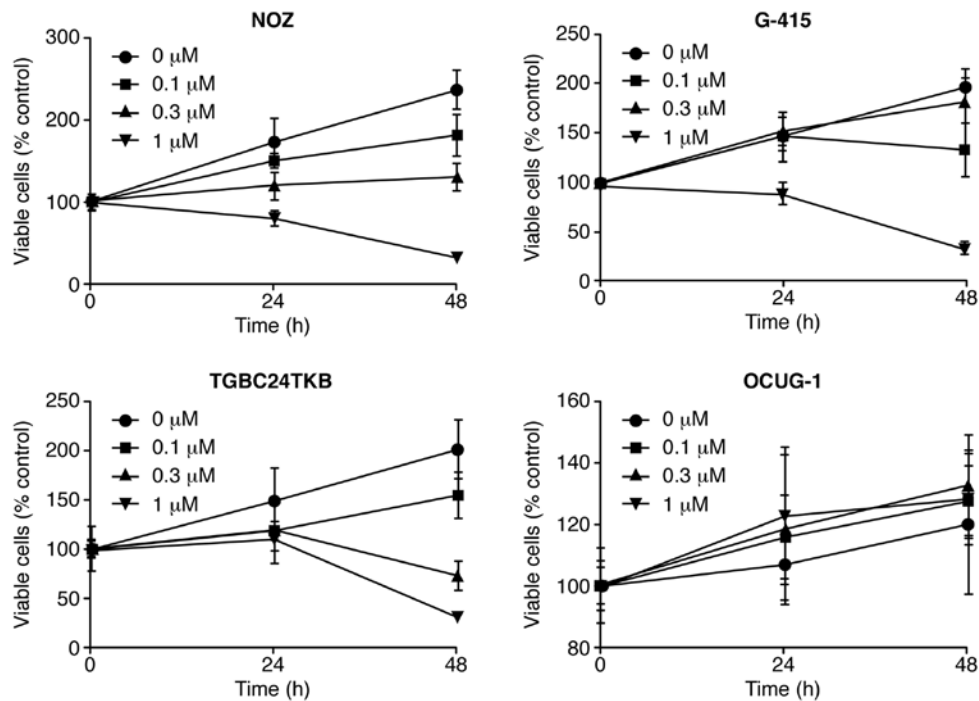 NOZ
300
200
100
0
Viable cells (% control)
0 μM
0.1 μM
0.3 μM
1 μM
0
24
48
Time (h)
G-415
250
200
150
100
50
0
Viable cells (% control)
0 μM
0.1 μM
0.3 μM
1 μM
0
24
48
Time (h)
TGBC24TKB
250
200
150
100
50
0
Viable cells (% control)
0 μM
0.1 μM
0.3 μM
1 μM
0
24
48
Time (h)
OCUG-1
160
140
120
100
80
Viable cells (% control)
0 μM
0.1 μM
0.3 μM
1 μM
0
24
48
Time (h)